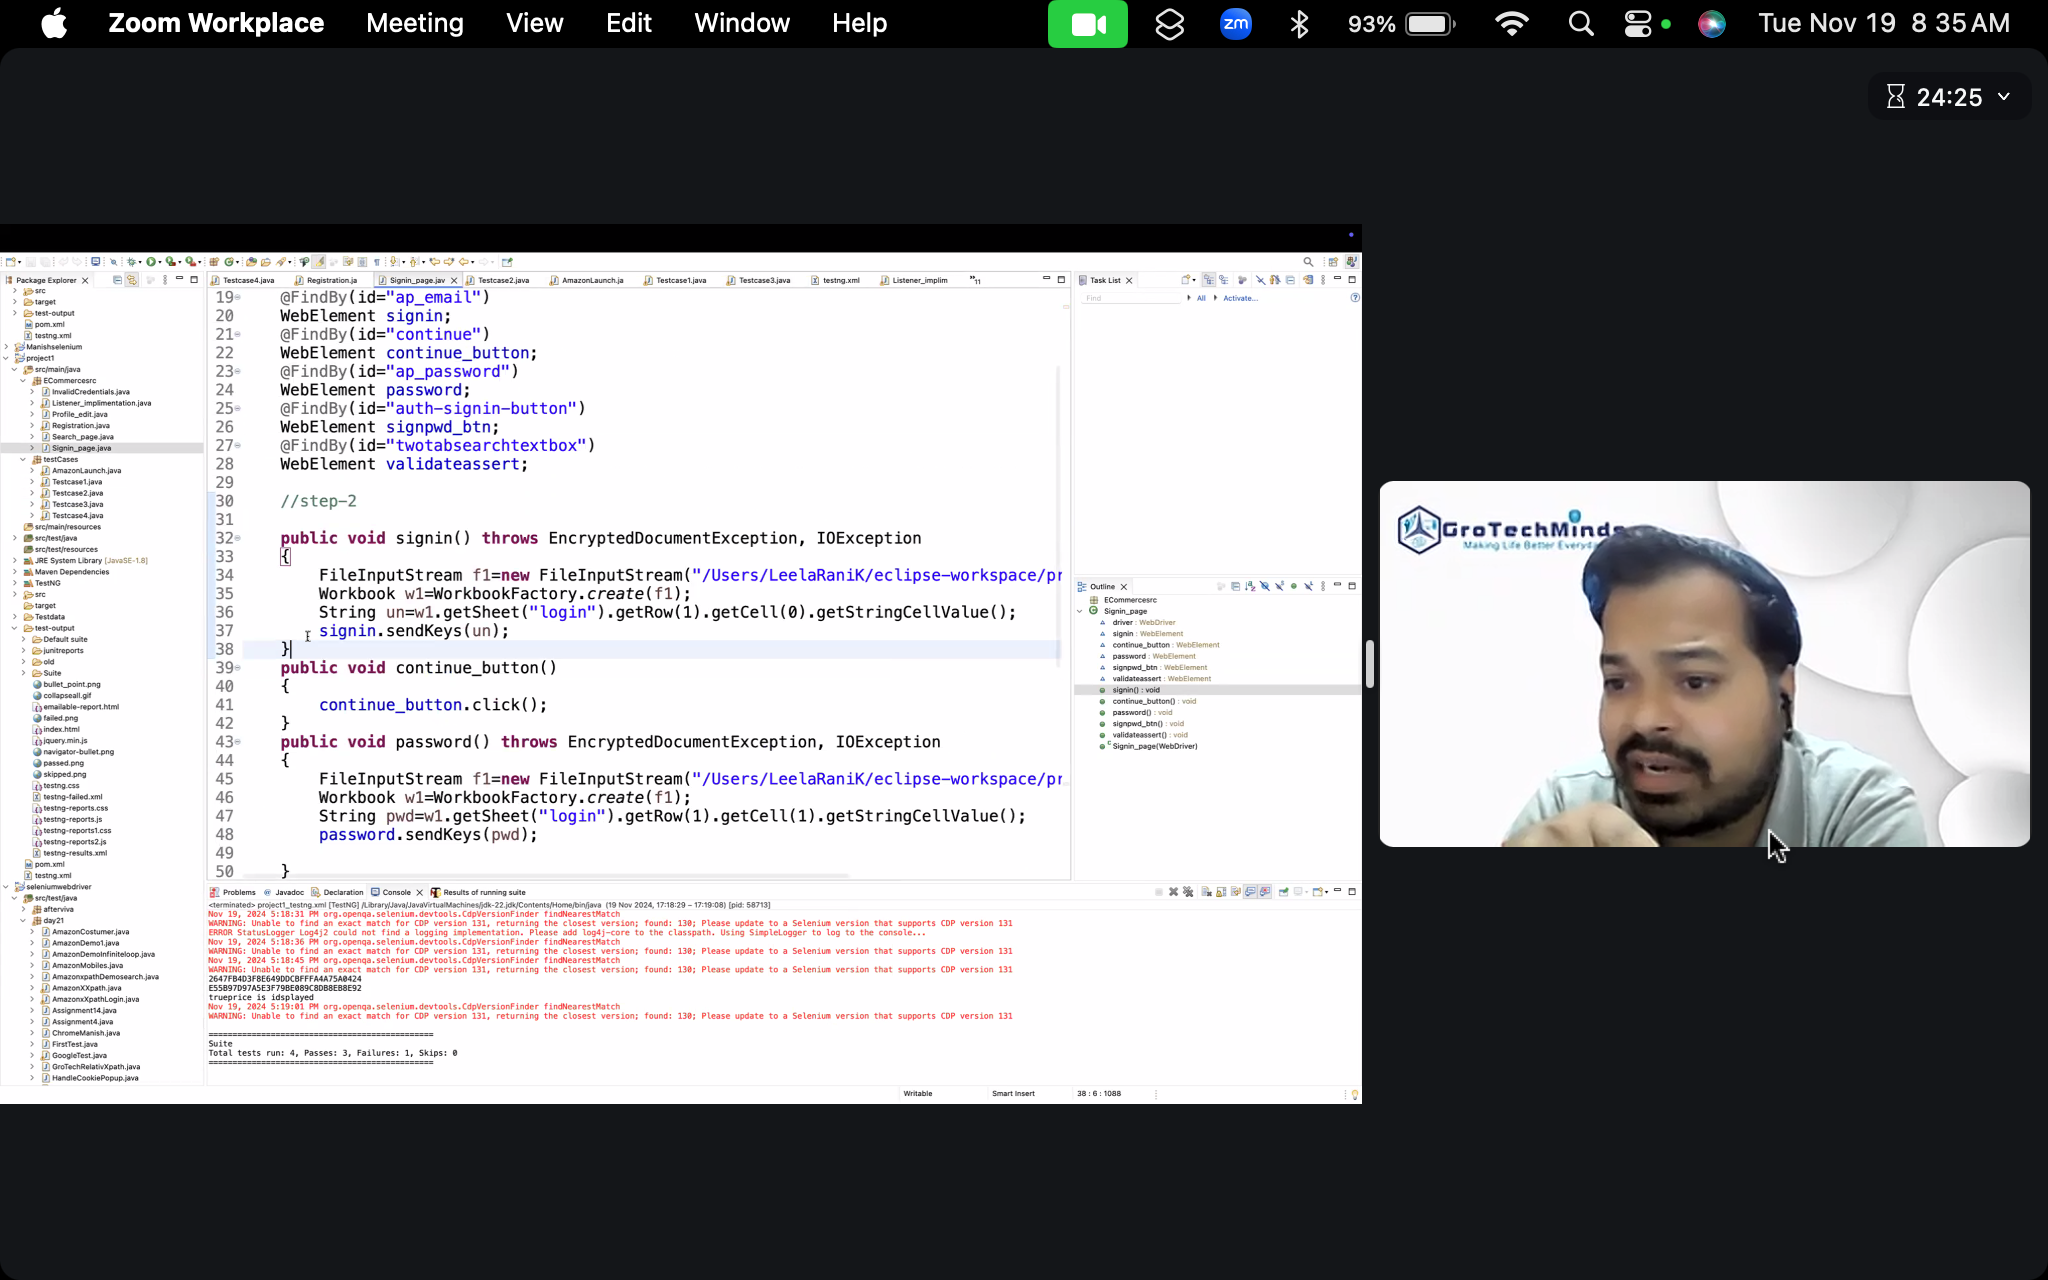 Zoom Workplace Meeting View Edit Window Help
zm 93% Tue Nov 19 8 35 AM
24:25
Package Explorer
src
target
test-output
pom.xml
testng.xml
Manishselenium
project1
src/main/java
ECommercesrc
InvalidCredentials.java
Listener_implimentation.java
Profile_edit.java
Registration.java
Search_page.java
Signin_page.java
testCases
AmazonLaunch.java
Testcase1.java
Testcase2.java
Testcase3.java
Testcase4.java
src/main/resources
src/test/java
src/test/resources
JRE System Library [JavaSE-1.8]
Maven Dependencies
TestNG
src
target
Testdata
test-output
Default suite
junitreports
old
Suite
bullet_point.png
collapseall.gif
emailable-report.html
failed.png
index.html
jquery.min.js
navigator-bullet.png
passed.png
skipped.png
testng.css
testng-failed.xml
testng-reports.css
testng-reports.js
testng-reports1.css
testng-reports2.js
testng-results.xml
pom.xml
testng.xml
seleniumwebdriver
src/test/java
afterviva
day21
AmazonCostumer.java
AmazonDemo1.java
AmazonDemoInfiniteloop.java
AmazonMobiles.java
AmazonxpathDemosearch.java
AmazonXXpath.java
AmazonxXpathLogin.java
Assignment14.java
Assignment4.java
ChromeManish.java
FirstTest.java
GoogleTest.java
GroTechRelativXpath.java
HandleCookiePopup.java
Testcase4.java Registration.ja Signin_page.jav Testcase2.java AmazonLaunch.ja Testcase1.java Testcase3.java testng.xml Listener_implim 11
19 @FindBy(id="ap_email")
20 WebElement signin;
21 @FindBy(id="continue")
22 WebElement continue_button;
23 @FindBy(id="ap_password")
24 WebElement password;
25 @FindBy(id="auth-signin-button")
26 WebElement signpwd_btn;
27 @FindBy(id="twotabsearchtextbox")
28 WebElement validateassert;
29
30 //step-2
31
32 public void signin() throws EncryptedDocumentException, IOException
33 {
34 FileInputStream f1=new FileInputStream("/Users/LeelaRaniK/eclipse-workspace/pr
35 Workbook w1=WorkbookFactory.create(f1);
36 String un=w1.getSheet("login").getRow(1).getCell(0).getStringCellValue();
37 signin.sendKeys(un);
38 }
39 public void continue_button()
40 {
41 continue_button.click();
42 }
43 public void password() throws EncryptedDocumentException, IOException
44 {
45 FileInputStream f1=new FileInputStream("/Users/LeelaRaniK/eclipse-workspace/pr
46 Workbook w1=WorkbookFactory.create(f1);
47 String pwd=w1.getSheet("login").getRow(1).getCell(1).getStringCellValue();
48 password.sendKeys(pwd);
49
50 }
Task List
Find All Activate...
Outline
ECommercesrc
Signin_page
driver : WebDriver
signin : WebElement
continue_button : WebElement
password : WebElement
signpwd_btn : WebElement
validateassert : WebElement
signin() : void
continue_button() : void
password() : void
signpwd_btn() : void
validateassert() : void
Signin_page(WebDriver)
Problems Javadoc Declaration Console Results of running suite
<terminated> project1_testng.xml [TestNG] /Library/Java/JavaVirtualMachines/jdk-22.jdk/Contents/Home/bin/java (19 Nov 2024, 17:18:29 – 17:19:08) [pid: 58713]
Nov 19, 2024 5:18:31 PM org.openqa.selenium.devtools.CdpVersionFinder findNearestMatch
WARNING: Unable to find an exact match for CDP version 131, returning the closest version; found: 130; Please update to a Selenium version that supports CDP version 131
ERROR StatusLogger Log4j2 could not find a logging implementation. Please add log4j-core to the classpath. Using SimpleLogger to log to the console...
Nov 19, 2024 5:18:36 PM org.openqa.selenium.devtools.CdpVersionFinder findNearestMatch
WARNING: Unable to find an exact match for CDP version 131, returning the closest version; found: 130; Please update to a Selenium version that supports CDP version 131
Nov 19, 2024 5:18:45 PM org.openqa.selenium.devtools.CdpVersionFinder findNearestMatch
WARNING: Unable to find an exact match for CDP version 131, returning the closest version; found: 130; Please update to a Selenium version that supports CDP version 131
2647FB4D3F8E649DDCBFFFA4A75A0424
E55B97D97A5E3F79BE089C8DB8EB8E92
trueprice is idsplayed
Nov 19, 2024 5:19:01 PM org.openqa.selenium.devtools.CdpVersionFinder findNearestMatch
WARNING: Unable to find an exact match for CDP version 131, returning the closest version; found: 130; Please update to a Selenium version that supports CDP version 131
===============================================
Suite
Total tests run: 4, Passes: 3, Failures: 1, Skips: 0
===============================================
Writable Smart Insert 38 : 6 : 1088
GroTechMinds
Making Life Better Everyday